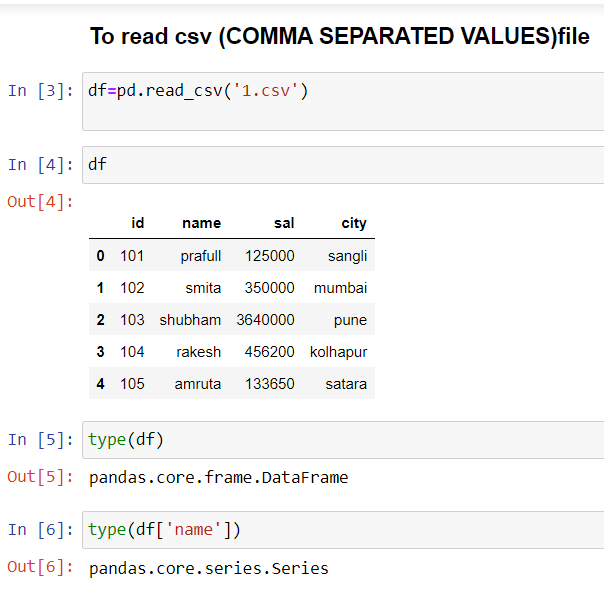 To read csv (COMMA SEPARATED VALUES)file
In [3]: df=pd.read_csv('1.csv')
In [4]: df
Out[4]:
id name sal city
0 101 prafull 125000 sangli
1 102 smita 350000 mumbai
2 103 shubham 3640000 pune
3 104 rakesh 456200 kolhapur
4 105 amruta 133650 satara
In [5]: type(df)
Out[5]: pandas.core.frame.DataFrame
In [6]: type(df['name'])
Out[6]: pandas.core.series.Series